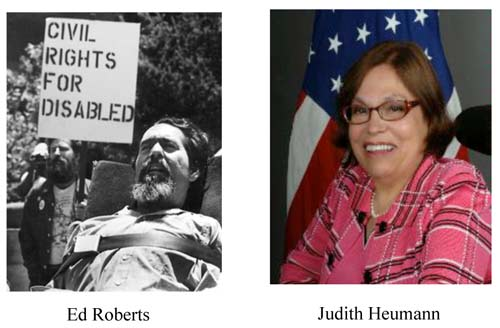 CIVIL
RIGHTS
FOR
DISABLED
Ed Roberts
Judith Heumann